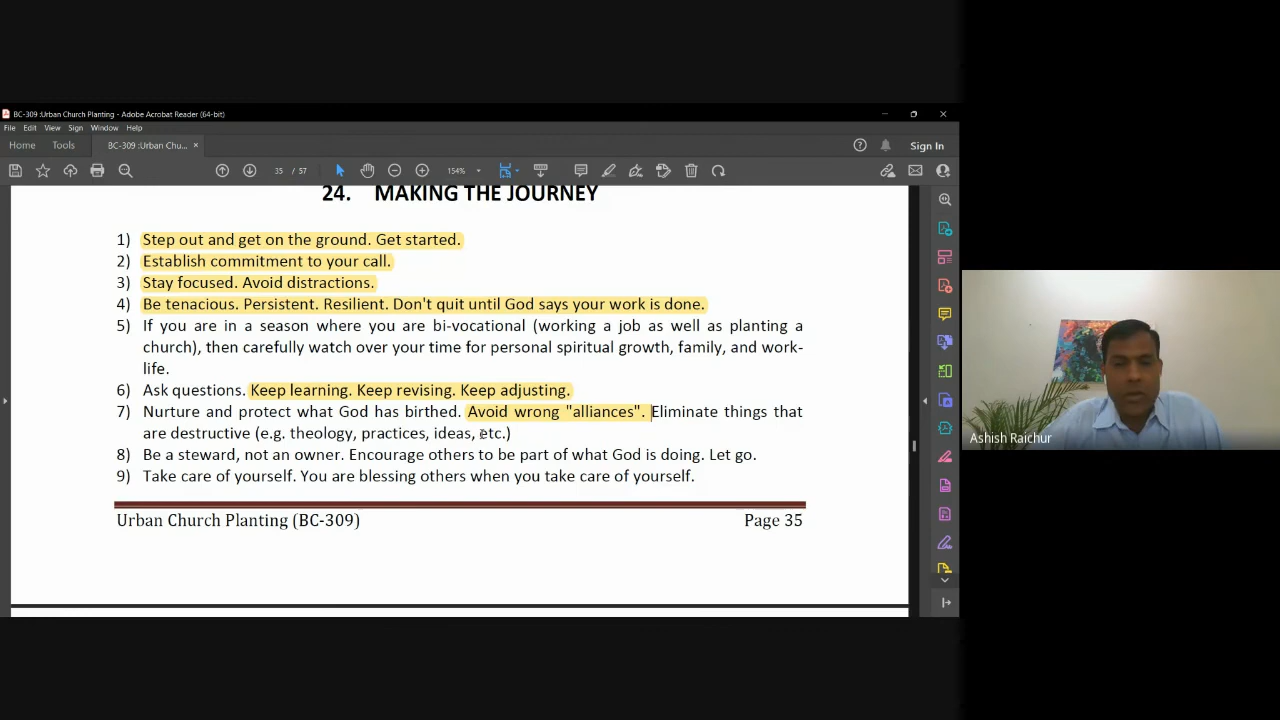 BC-309 :Urban Church Planting - Adobe Acrobat Reader (64-bit)
File Edit View Sign Window Help
Home Tools BC-309 :Urban Chu... × Sign In
35 / 57 154%
24. MAKING THE JOURNEY
1) Step out and get on the ground. Get started.
2) Establish commitment to your call.
3) Stay focused. Avoid distractions.
4) Be tenacious. Persistent. Resilient. Don't quit until God says your work is done.
5) If you are in a season where you are bi-vocational (working a job as well as planting a
church), then carefully watch over your time for personal spiritual growth, family, and work-
life.
6) Ask questions. Keep learning. Keep revising. Keep adjusting.
7) Nurture and protect what God has birthed. Avoid wrong "alliances". Eliminate things that
are destructive (e.g. theology, practices, ideas, etc.)
8) Be a steward, not an owner. Encourage others to be part of what God is doing. Let go.
9) Take care of yourself. You are blessing others when you take care of yourself.
Urban Church Planting (BC-309) Page 35
Ashish Raichur